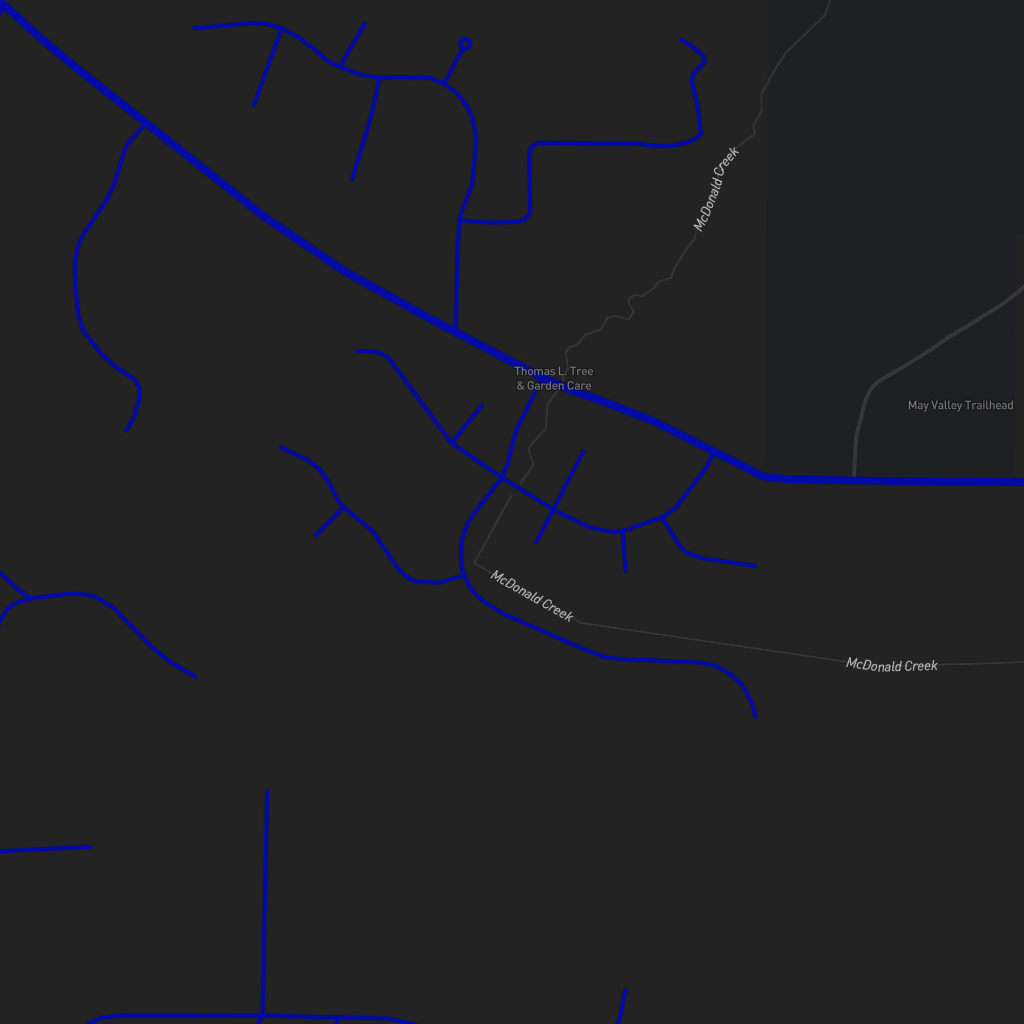 McDonald Creek
Thomas L. Tree
& Garden Care
May Valley Trailhead
McDonald Creek
McDonald Creek